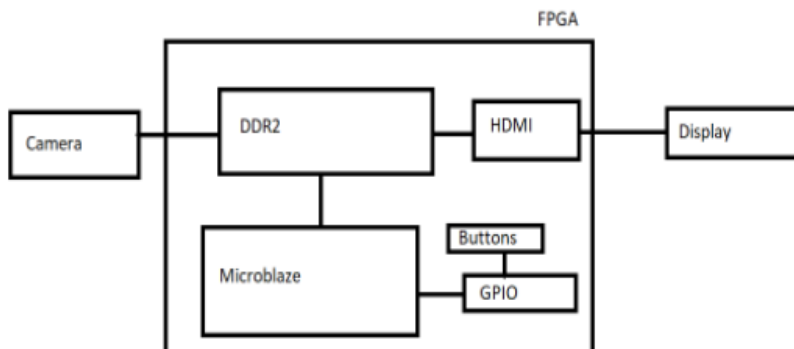 FPGA
DDR2
HDMI
Camera
Display
Buttons
Microblaze
GPIO